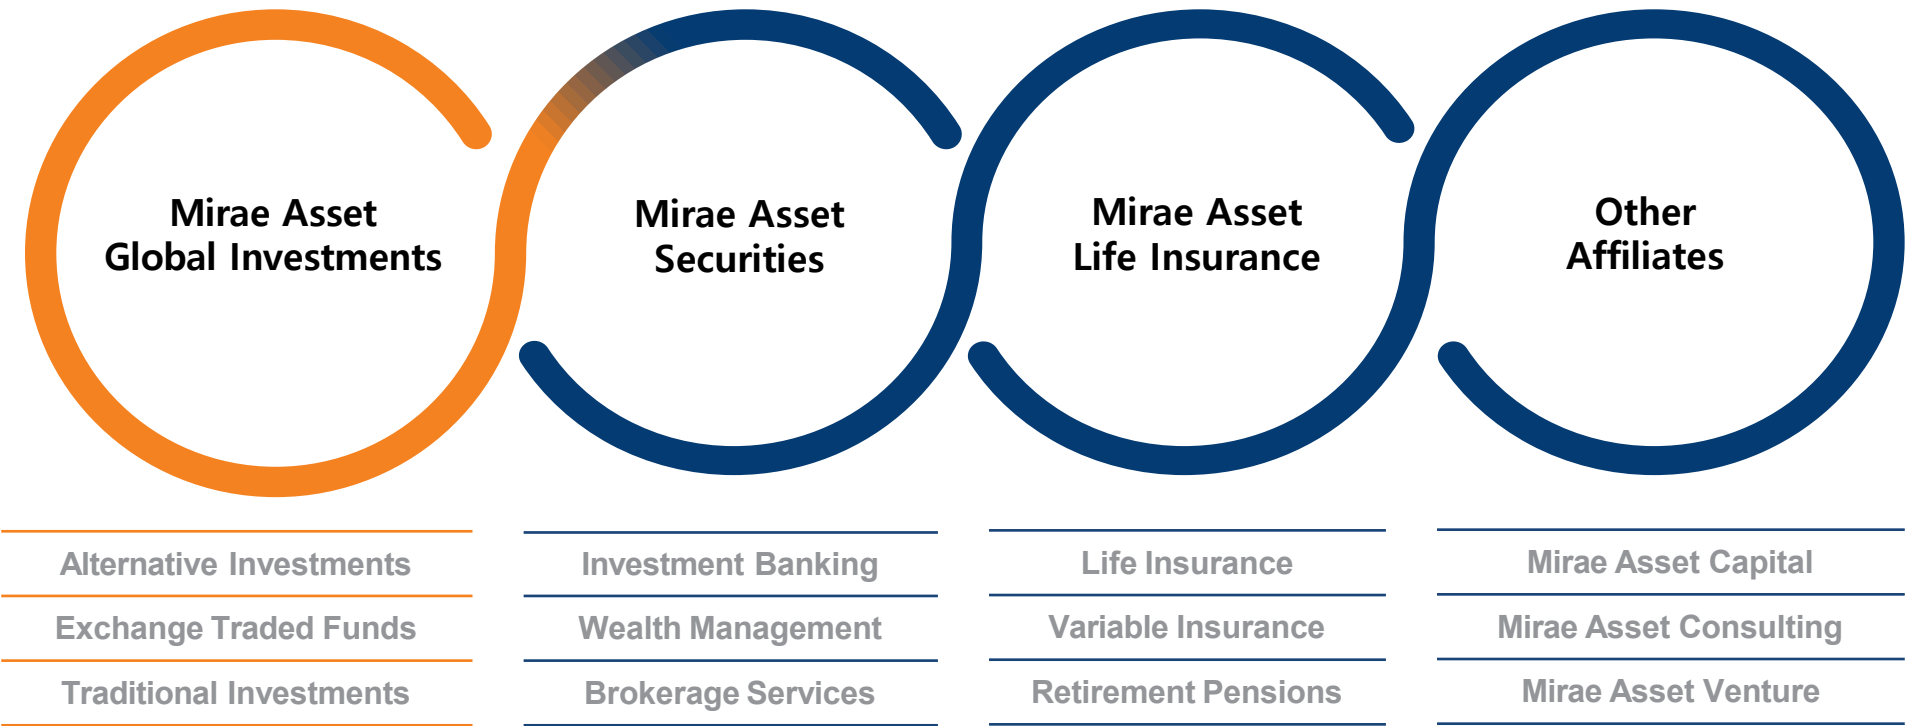 Mirae Asset
Global Investments
Mirae Asset
Securities
Mirae Asset
Life Insurance
Other
Affiliates
Alternative Investments
Exchange Traded Funds
Traditional Investments
Investment Banking
Wealth Management
Brokerage Services
Life Insurance
Variable Insurance
Retirement Pensions
Mirae Asset Capital
Mirae Asset Consulting
Mirae Asset Venture